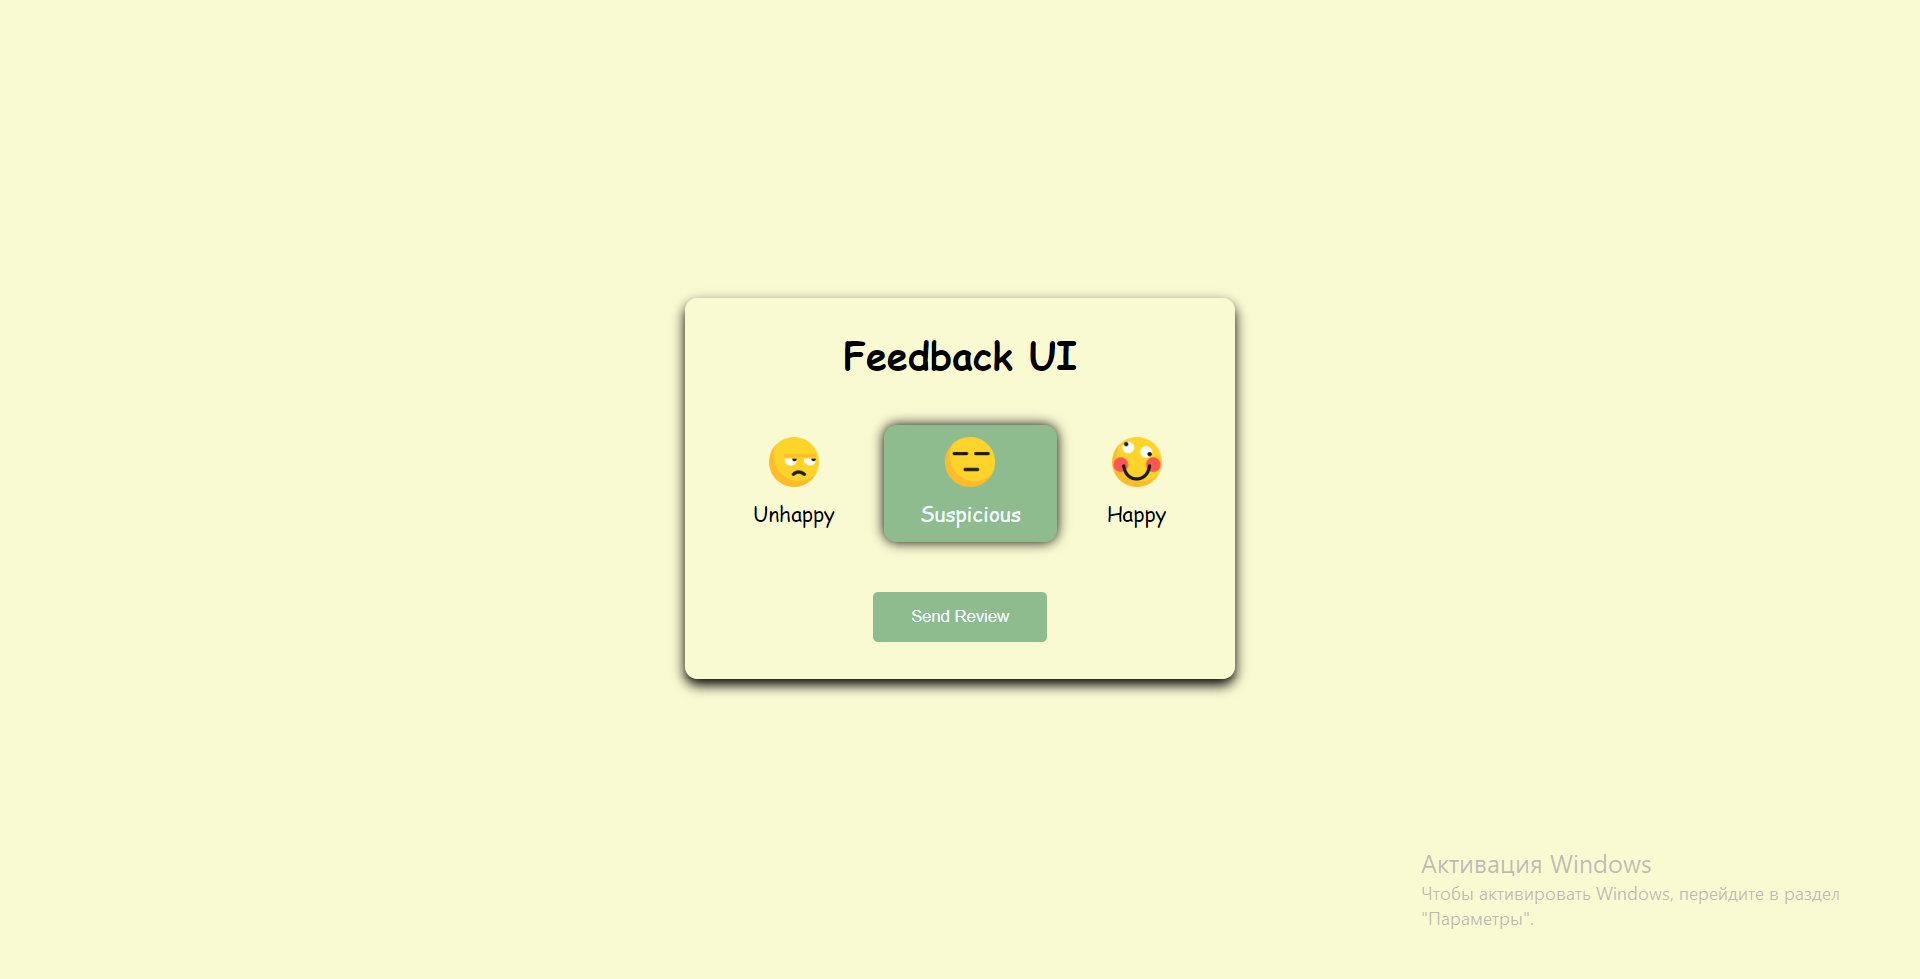 Feedback UI
Unhappy
Suspicious
Happy
Send Review
Активация Windows
Чтобы активировать Windows, перейдите в раздел
"Параметры".